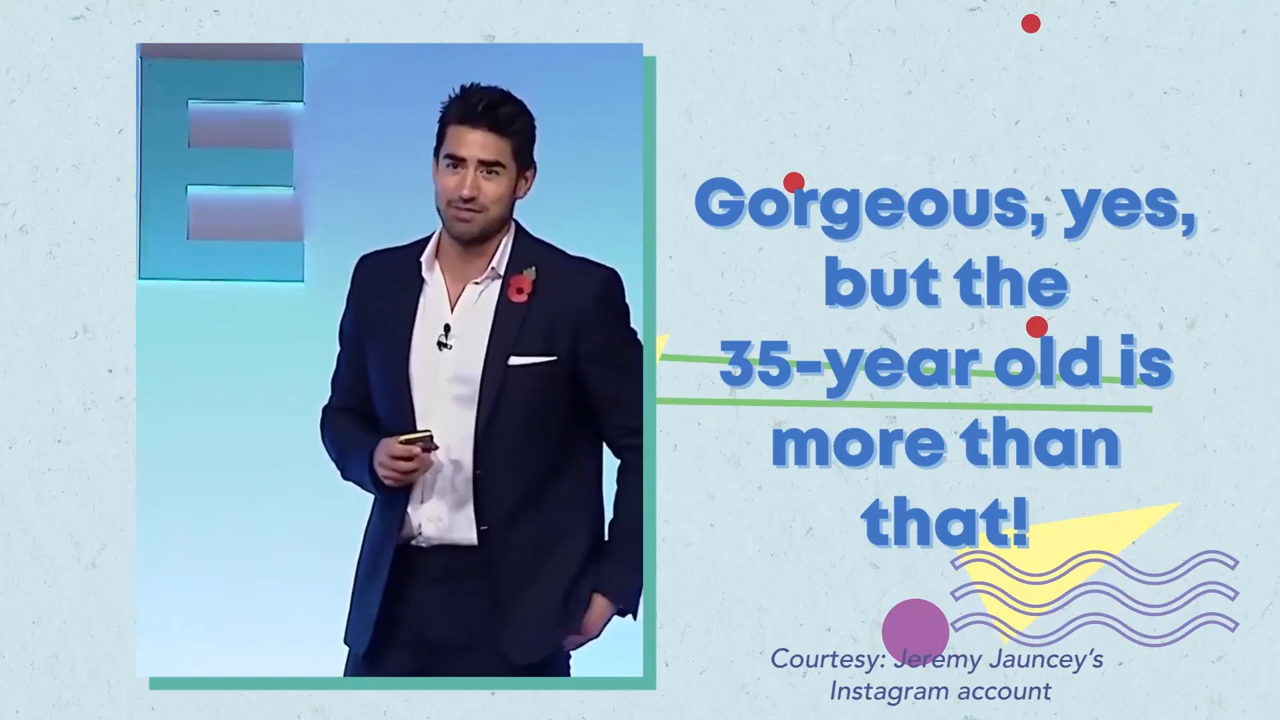 E
Gorgeous, yes,
but the
35-year old is
more than
that!
Courtesy: Jeremy Jauncey's
Instagram account